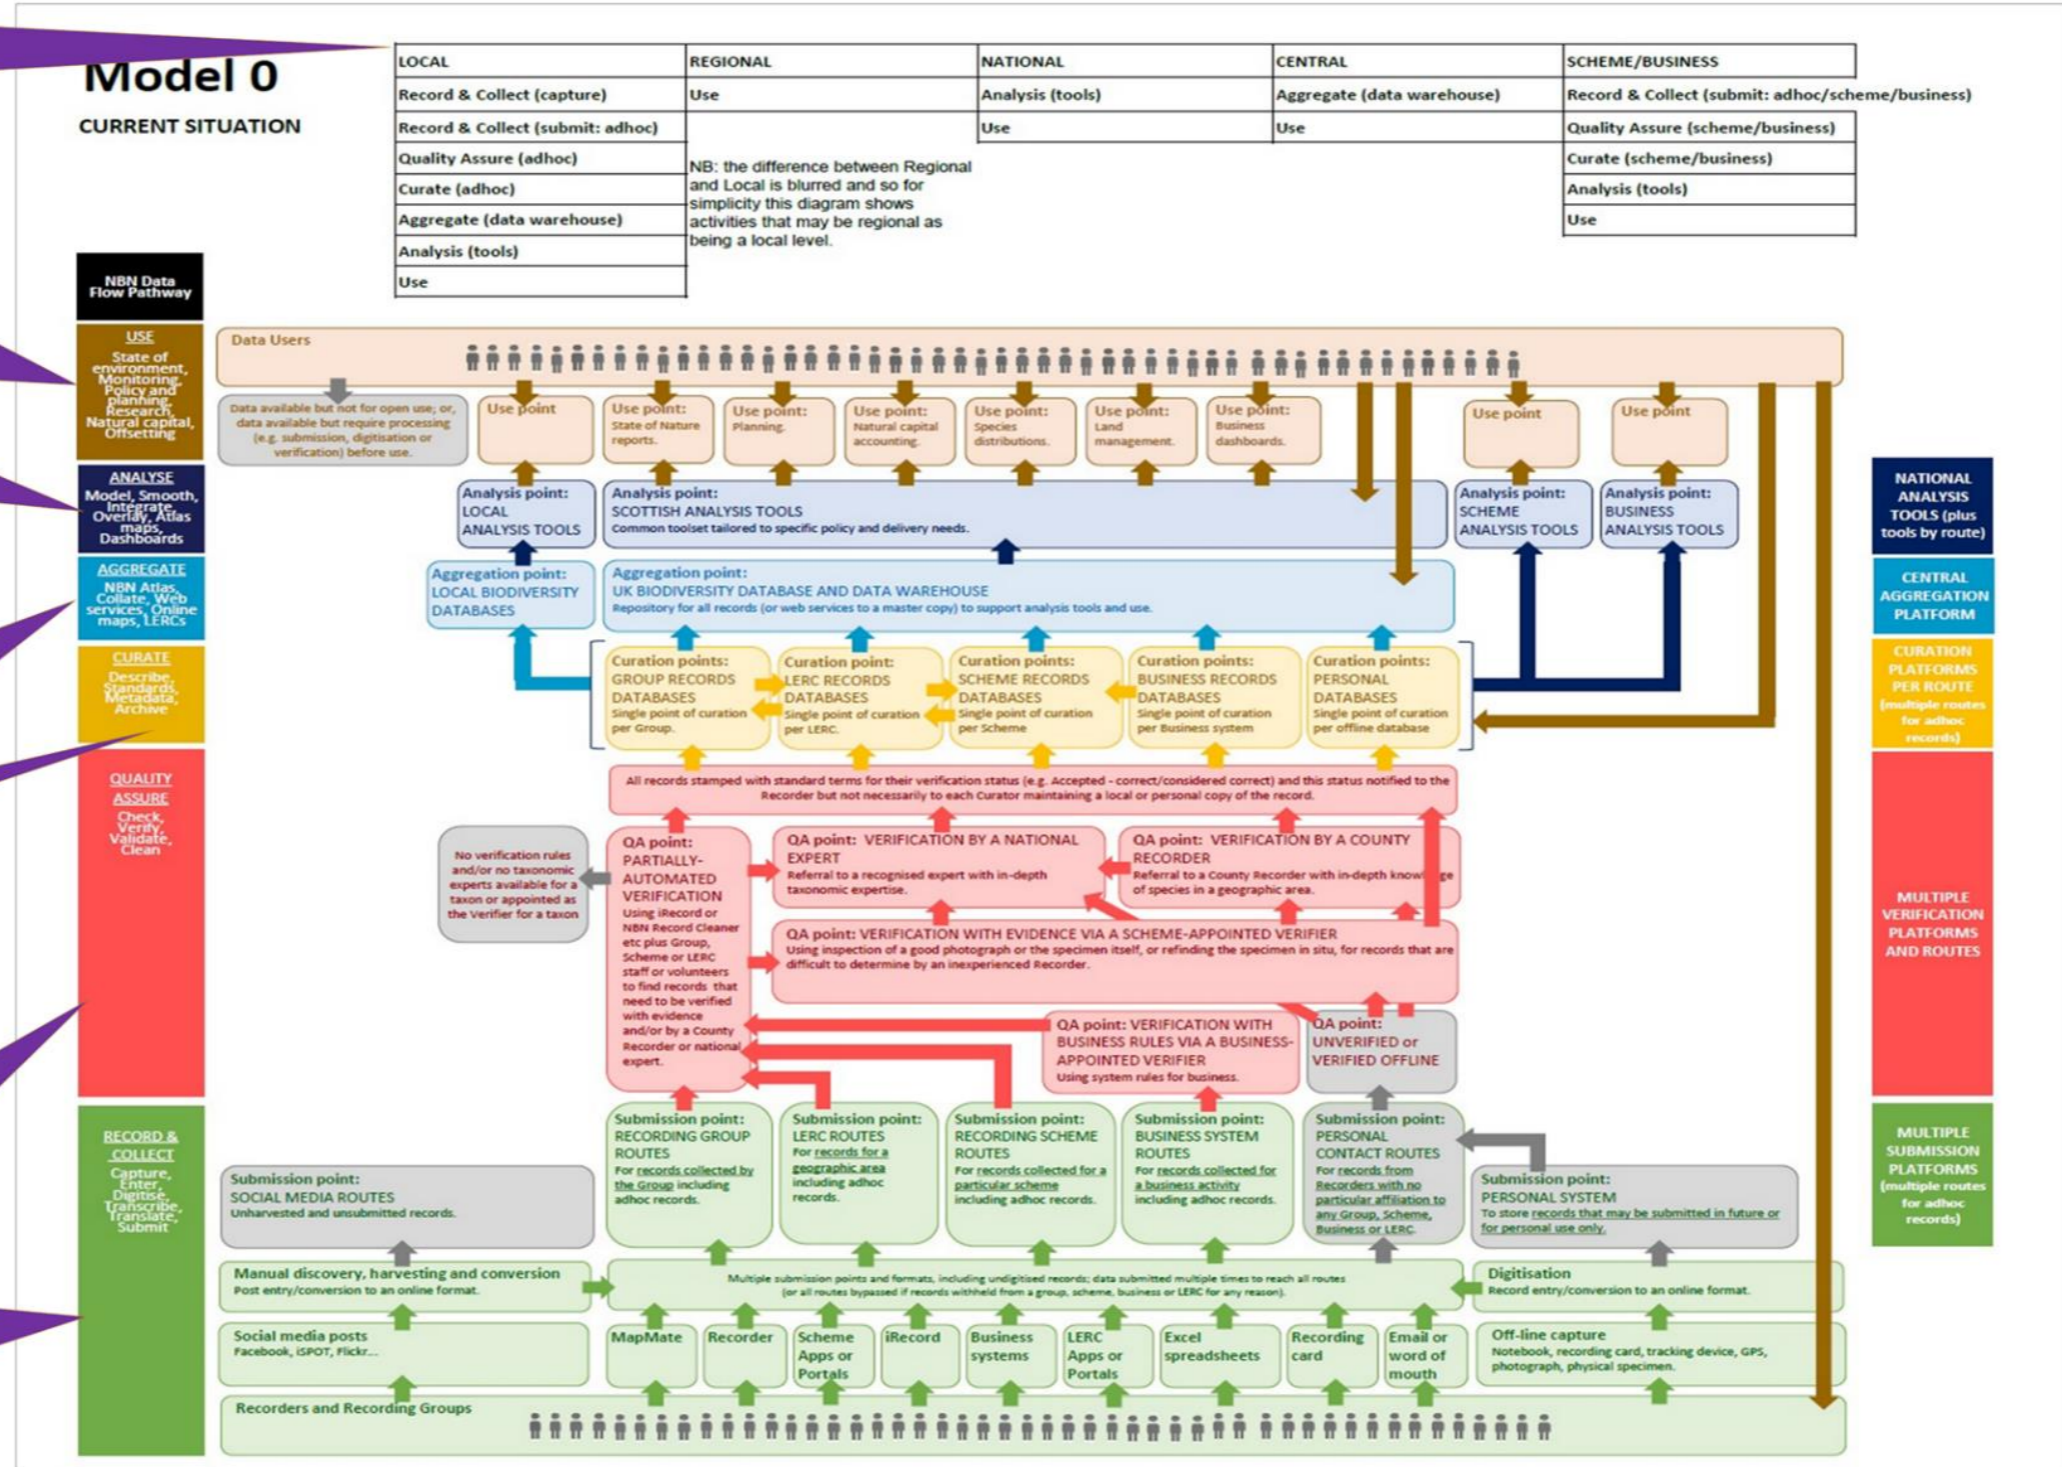 Model 0
CURRENT SITUATION
LOCAL
Record & Collect (capture)
Record & Collect (submit: adhoc)
Quality Assure (adhoc)
Curate (adhoc)
Aggregate (data warehouse)
Analysis (tools)
Use
REGIONAL
Use
NB: the difference between Regional
and Local is blurred and so for
simplicity this diagram shows
activities that may be regional as
being a local level.
NATIONAL
Analysis (tools)
Use
CENTRAL
Aggregate (data warehouse)
Use
SCHEME/BUSINESS
Record & Collect (submit: adhoc/scheme/business)
Quality Assure (scheme/business)
Curate (scheme/business)
Analysis (tools)
Use
NBN Data
Flow Pathway
USE
State of
environment,
Monitoring,
Policy and
planning,
Research,
Natural capital,
Offsetting
Data Users
Data available but not for open use; or,
data available but require processing
(e.g. submission, digitisation or
verification) before use.
Use point
Use point:
State of Nature
reports.
Use point:
Planning.
Use point:
Natural capital
accounting.
Use point:
Species
distributions.
Use point:
Land
management.
Use point:
Business
dashboards.
Use point
Use point
ANALYSE
Model, Smooth,
Integrate,
Overlay, Atlas
maps,
Dashboards
Analysis point:
LOCAL
ANALYSIS TOOLS
Analysis point:
SCOTTISH ANALYSIS TOOLS
Common toolset tailored to specific policy and delivery needs.
Analysis point:
SCHEME
ANALYSIS TOOLS
Analysis point:
BUSINESS
ANALYSIS TOOLS
NATIONAL
ANALYSIS
TOOLS (plus
tools by route)
AGGREGATE
NBN Atlas,
Collate, Web
services, Online
maps, LERCs
Aggregation point:
LOCAL BIODIVERSITY
DATABASES
Aggregation point:
UK BIODIVERSITY DATABASE AND DATA WAREHOUSE
Repository for all records (or web services to a master copy) to support analysis tools and use.
CENTRAL
AGGREGATION
PLATFORM
CURATE
Describe,
Standards,
Metadata,
Archive
Curation points:
GROUP RECORDS
DATABASES
Single point of curation
per Group.
Curation point:
LERC RECORDS
DATABASES
Single point of curation
per LERC.
Curation points:
SCHEME RECORDS
DATABASES
Single point of curation
per Scheme
Curation points:
BUSINESS RECORDS
DATABASES
Single point of curation
per Business system
Curation points:
PERSONAL
DATABASES
Single point of curation
per offline database
CURATION
PLATFORMS
PER ROUTE
(multiple routes
for adhoc
records)
QUALITY
ASSURE
Check,
Verify,
Validate,
Clean
All records stamped with standard terms for their verification status (e.g. Accepted - correct/considered correct) and this status notified to the
Recorder but not necessarily to each Curator maintaining a local or personal copy of the record.
No verification rules
and/or no taxonomic
experts available for a
taxon or appointed as
the Verifier for a taxon
QA point:
PARTIALLY-
AUTOMATED
VERIFICATION
Using iRecord or
NBN Record Cleaner
etc plus Group,
Scheme or LERC
staff or volunteers
to find records that
need to be verified
with evidence
and/or by a County
Recorder or national
expert.
QA point: VERIFICATION BY A NATIONAL
EXPERT
Referral to a recognised expert with in-depth
taxonomic expertise.
QA point: VERIFICATION BY A COUNTY
RECORDER
Referral to a County Recorder with in-depth
of species in a geographic area.
QA point: VERIFICATION WITH EVIDENCE VIA A SCHEME-APPOINTED VERIFIER
Using inspection of a good photograph or the specimen itself, or refinding the specimen in situ, for records that are
difficult to determine by an inexperienced Recorder.
QA point: VERIFICATION WITH
BUSINESS RULES VIA A BUSINESS-
APPOINTED VERIFIER
Using system rules for business.
QA point:
UNVERIFIED or
VERIFIED OFFLINE
MULTIPLE
VERIFICATION
PLATFORMS
AND ROUTES
RECORD &
COLLECT
Capture,
Enter,
Digitise,
Transcribe,
Translate,
Submit
Submission point:
SOCIAL MEDIA ROUTES
Unharvested and unsubmitted records.
Submission point:
RECORDING GROUP
ROUTES
For records collected by
the Group including
adhoc records.
Submission point:
LERC ROUTES
For records for a
geographic area
including adhoc
records.
Submission point:
RECORDING SCHEME
ROUTES
For records collected for a
particular scheme
including adhoc records.
Submission point:
BUSINESS SYSTEM
ROUTES
For records collected for
a business activity
including adhoc records.
Submission point:
PERSONAL
CONTACT ROUTES
For records from
Recorders with no
particular affiliation to
any Group, Scheme,
Business or LERC.
Submission point:
PERSONAL SYSTEM
To store records that may be submitted in future or
for personal use only.
MULTIPLE
SUBMISSION
PLATFORMS
(multiple routes
for adhoc
records)
Manual discovery, harvesting and conversion
Post entry/conversion to an online format.
Multiple submission points and formats, including undigitised records; data submitted multiple times to reach all routes
(or all routes bypassed if records withheld from a group, scheme, business or LERC for any reason).
Digitisation
Record entry/conversion to an online format.
Social media posts
Facebook, iSPOT, Flickr...
MapMate
Recorder
Scheme
Apps or
Portals
iRecord
Business
systems
LERC
Apps or
Portals
Excel
spreadsheets
Recording
card
Email or
word of
mouth
Off-line capture
Notebook, recording card, tracking device, GPS,
photograph, physical specimen.
Recorders and Recording Groups